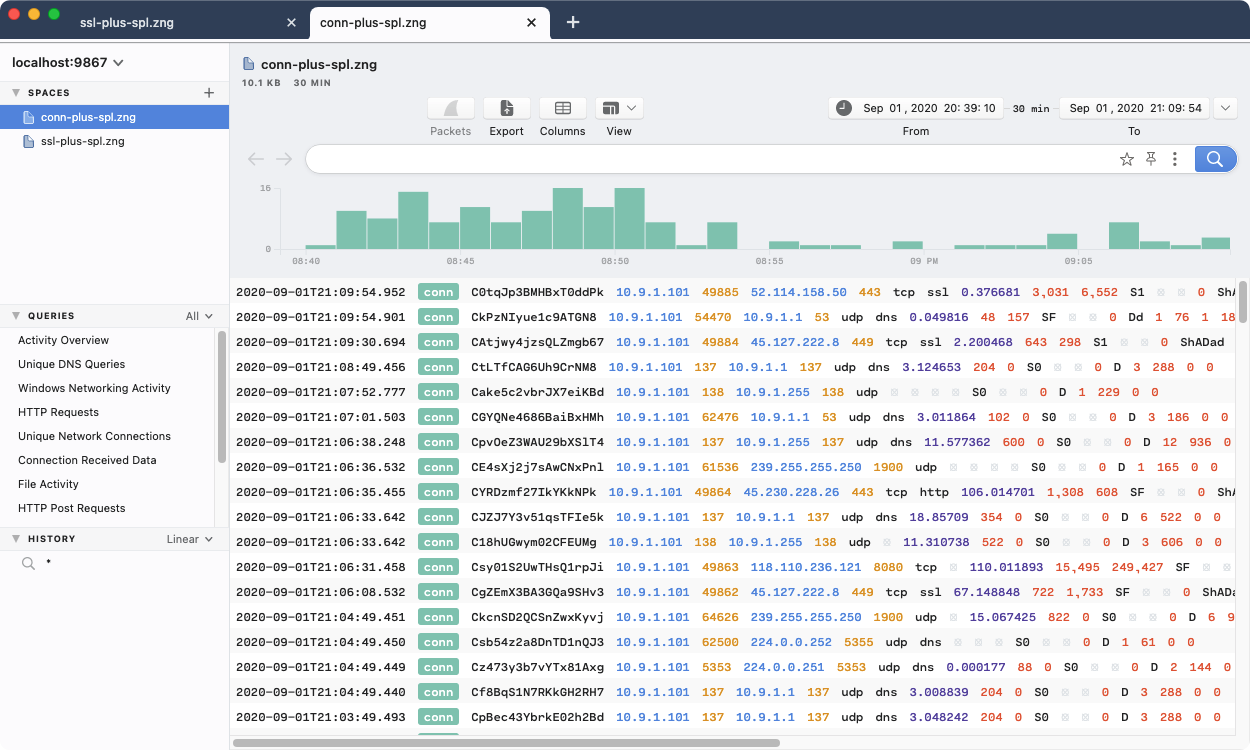 ssl-plus-spl.zng
conn-plus-spl.zng
localhost:9867
SPACES
conn-plus-spl.zng
ssl-plus-spl.zng
QUERIES All
Activity Overview
Unique DNS Queries
Windows Networking Activity
HTTP Requests
Unique Network Connections
Connection Received Data
File Activity
HTTP Post Requests
HISTORY Linear
*
conn-plus-spl.zng
10.1 KB 30 MIN
Packets Export Columns View
Sep 01 , 2020 20:39:10 30 min Sep 01 , 2020 21:09:54
From To
16
0
08:40 08:45 08:50 08:55 09 PM 09:05
2020-09-01T21:09:54.952 conn C0tqJp3BMHBxT0ddPk 10.9.1.101 49885 52.114.158.50 443 tcp ssl 0.376681 3,031 6,552 S1 0 ShA
2020-09-01T21:09:54.901 conn CkPzNIyue1c9ATGN8 10.9.1.101 54470 10.9.1.1 53 udp dns 0.049816 48 157 SF 0 Dd 1 76 1 18
2020-09-01T21:09:30.694 conn CAtjwy4jzsQLZmgb67 10.9.1.101 49884 45.127.222.8 449 tcp ssl 2.200468 643 298 S1 0 ShADad
2020-09-01T21:08:49.456 conn CtLTfCAG6Uh9CrNM8 10.9.1.101 137 10.9.1.1 137 udp dns 3.124653 204 0 S0 0 D 3 288 0 0
2020-09-01T21:07:52.777 conn Cake5c2vbrJX7eiKBd 10.9.1.101 138 10.9.1.255 138 udp S0 0 D 1 229 0 0
2020-09-01T21:07:01.503 conn CGYQNe4686BaiBxHMh 10.9.1.101 62476 10.9.1.1 53 udp dns 3.011864 102 0 S0 0 D 3 186 0 0
2020-09-01T21:06:38.248 conn CpvOeZ3WAU29bXSlT4 10.9.1.101 137 10.9.1.255 137 udp dns 11.577362 600 0 S0 0 D 12 936 0
2020-09-01T21:06:36.532 conn CE4sXj2j7sAwCNxPnl 10.9.1.101 61536 239.255.255.250 1900 udp S0 0 D 1 165 0 0
2020-09-01T21:06:35.455 conn CYRDzmf27IkYKkNPk 10.9.1.101 49864 45.230.228.26 443 tcp http 106.014701 1,308 608 SF 0 ShA
2020-09-01T21:06:33.642 conn CJZJ7Y3v51qsTFIe5k 10.9.1.101 137 10.9.1.1 137 udp dns 18.85709 354 0 S0 0 D 6 522 0 0
2020-09-01T21:06:33.642 conn C18hUGwym02CFEUMg 10.9.1.101 138 10.9.1.255 138 udp 11.310738 522 0 S0 0 D 3 606 0 0
2020-09-01T21:06:31.458 conn Csy01S2UwTHsQ1rpJi 10.9.1.101 49863 118.110.236.121 8080 tcp 110.011893 15,495 249,427 SF
2020-09-01T21:06:08.532 conn CgZEmX3BA3GQa9SHv3 10.9.1.101 49862 45.127.222.8 449 tcp ssl 67.148848 722 1,733 SF 0 ShADa
2020-09-01T21:04:49.451 conn CkcnSD2QCSnZwxKyvj 10.9.1.101 64626 239.255.255.250 1900 udp 15.067425 822 0 S0 0 D 6 9
2020-09-01T21:04:49.450 conn Csb54z2a8DnTD1nQJ3 10.9.1.101 62500 224.0.0.252 5355 udp dns S0 0 D 1 61 0 0
2020-09-01T21:04:49.449 conn Cz473y3b7vYTx81Axg 10.9.1.101 5353 224.0.0.251 5353 udp dns 0.000177 88 0 S0 0 D 2 144 0
2020-09-01T21:04:49.440 conn Cf8BqS1N7RKkGH2RH7 10.9.1.101 137 10.9.1.1 137 udp dns 3.008839 204 0 S0 0 D 3 288 0 0
2020-09-01T21:03:49.493 conn CpBec43YbrkE02h2Bd 10.9.1.101 137 10.9.1.1 137 udp dns 3.048242 204 0 S0 0 D 3 288 0 0